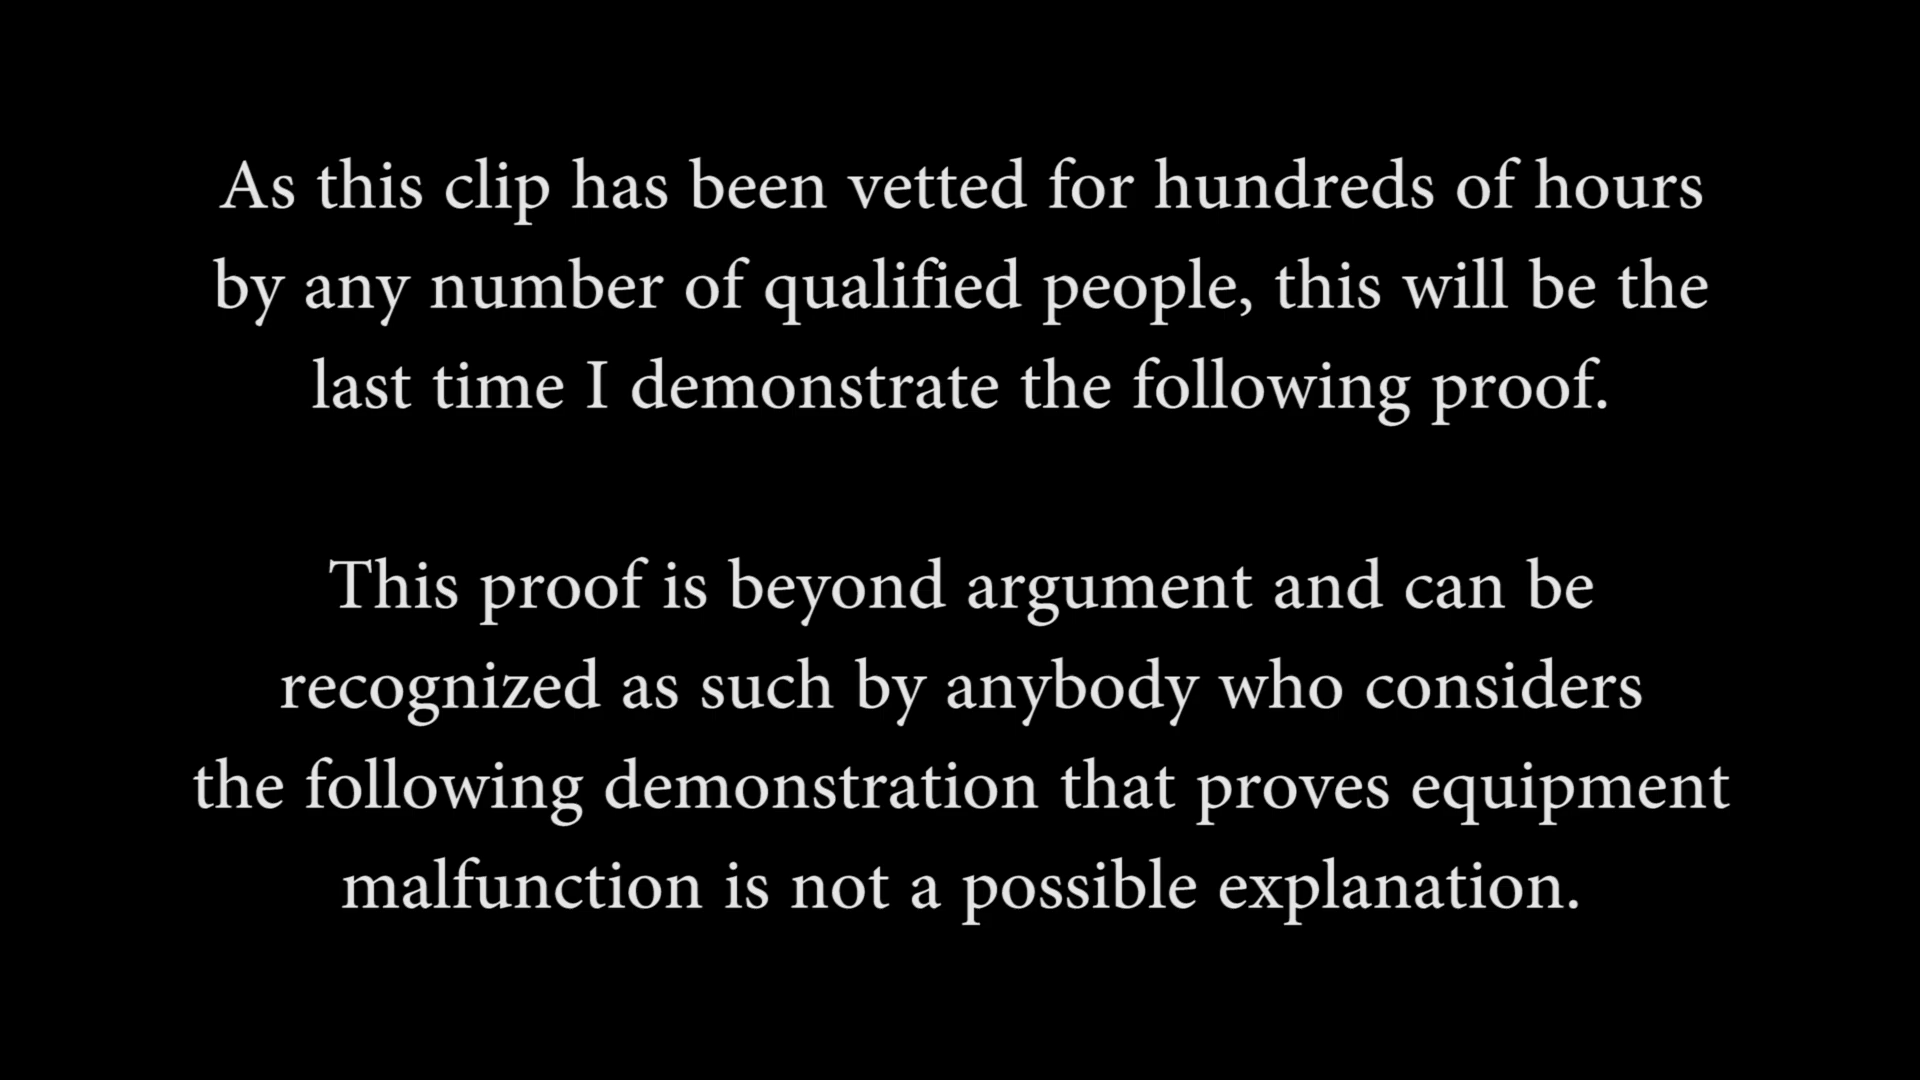 As this clip has been vetted for hundreds of hours
by any number of qualified people, this will be the
last time I demonstrate the following proof.
This proof is beyond argument and can be
recognized as such by anybody who considers
the following demonstration that proves equipment
malfunction is not a possible explanation.